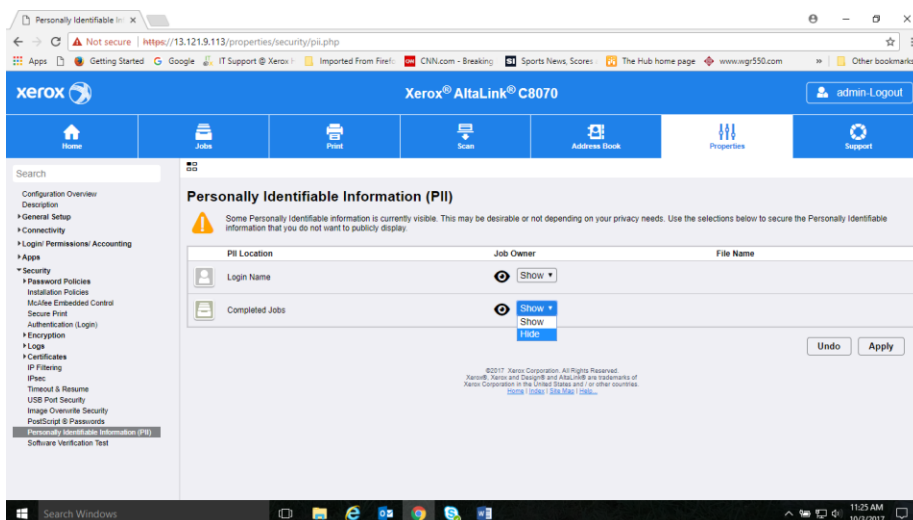 Personally Identifiable In
Not secure | https://13.121.9.113/properties/security/pii.php
Apps Getting Started Google IT Support @ Xerox Imported From Firef CNN.com - Breaking Sports News, Scores The Hub home page www.wgr550.com » Other bookmarks
xerox Xerox® AltaLink® C8070 admin-Logout
Home Jobs Print Scan Address Book Properties Support
Search
Configuration Overview
Description
General Setup
Connectivity
Login/ Permissions/ Accounting
Apps
Security
Password Policies
Installation Policies
McAfee Embedded Control
Secure Print
Authentication (Login)
Encryption
Logs
Certificates
IP Filtering
IPsec
Timeout & Resume
USB Port Security
Image Overwrite Security
PostScript ® Passwords
Personally Identifiable Information (PII)
Software Verification Test
Personally Identifiable Information (PII)
Some Personally Identifiable information is currently visible. This may be desirable or not depending on your privacy needs. Use the selections below to secure the Personally Identifiable
information that you do not want to publicly display.
PII Location Job Owner File Name
Login Name Show
Completed Jobs Show
Show
Hide
Undo Apply
©2017 Xerox Corporation. All Rights Reserved.
Xerox®, Xerox and Design® and AltaLink® are trademarks of
Xerox Corporation in the United States and / or other countries.
Home | Index | Site Map | Help...
Search Windows
11:25 AM
10/3/2017